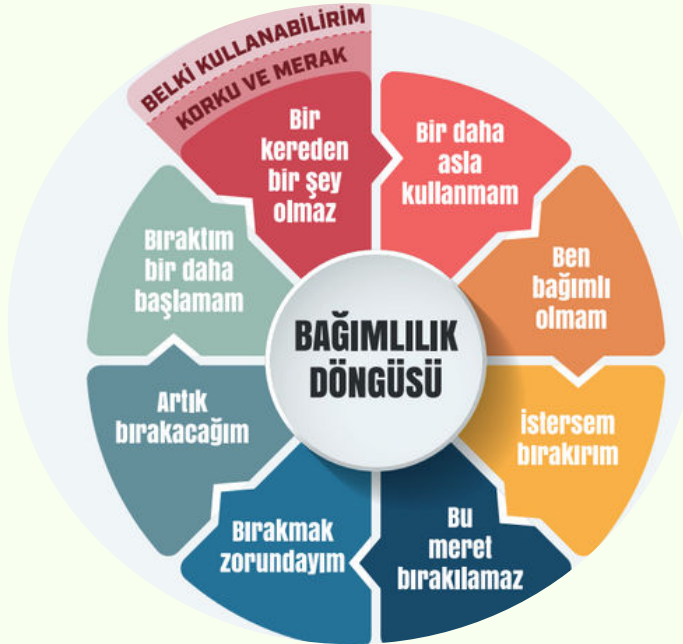 BELKİ KULLANABİLİRİM
KORKU VE MERAK
Bir
kereden
bir şey
olmaz
Bir daha
asla
kullanmam
Ben
bağımlı
olmam
İstersem
bırakırım
Bu
meret
bırakılamaz
Bırakmak
zorundayım
Artık
bırakacağım
Bıraktım
bir daha
başlamam
BAĞIMLILIK
DÖNGÜSÜ